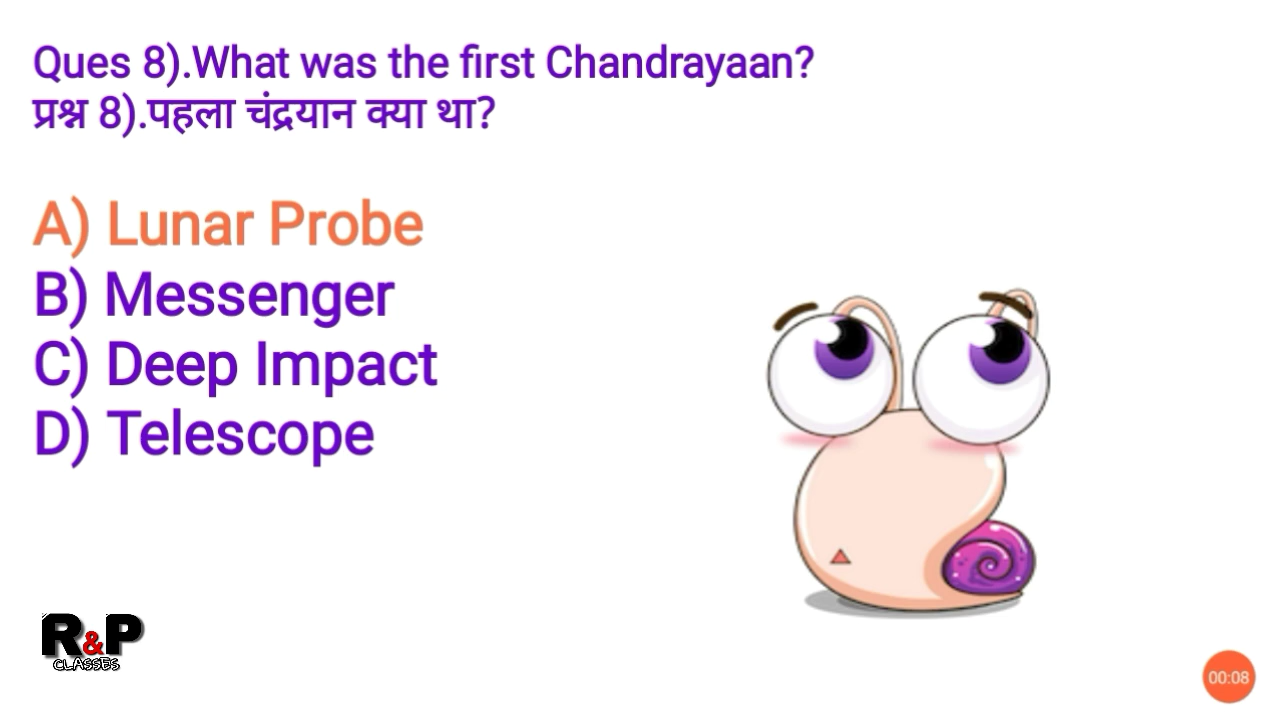 Ques 8).What was the first Chandrayaan?
प्रश्न 8).पहला चंद्रयान क्या था?
A) Lunar Probe
B) Messenger
C) Deep Impact
D) Telescope
R&P
CLASSES
00:08